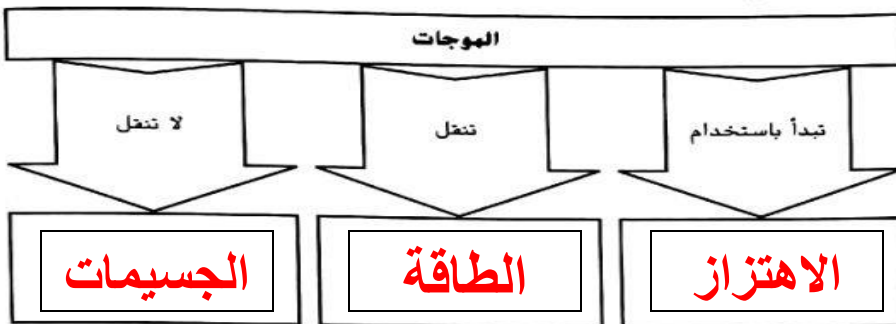 الموجات
تبدأ باستخدام
تنقل
لا تنقل
الاهتزاز
الطاقة
الجسيمات